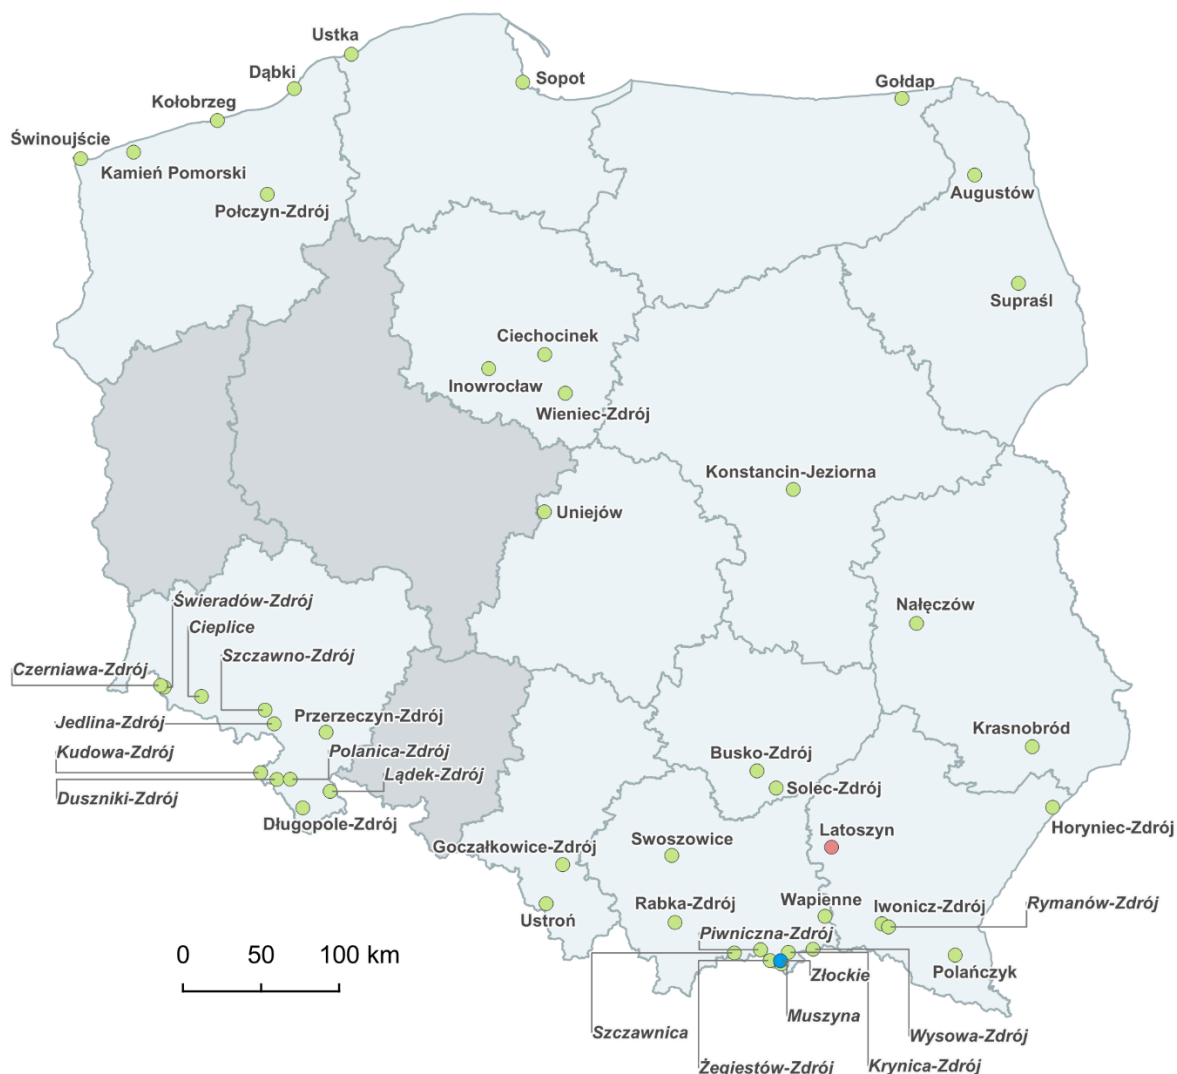 Ustka
Dąbki
Sopot
Gołdap
Kołobrzeg
Świnoujście
Kamień Pomorski
Augustów
Połczyn-Zdrój
Supraśl
Ciechocinek
Inowrocław
Wieniec-Zdrój
Konstancin-Jeziorna
Uniejów
Świeradów-Zdrój
Nałęczów
Cieplice
Szczawno-Zdrój
Czerniawa-Zdrój
Przerzeczyn-Zdrój
Jedlina-Zdrój
Krasnobród
Kudowa-Zdrój
Polanica-Zdrój
Busko-Zdrój
Lądek-Zdrój
Solec-Zdrój
Duszniki-Zdrój
Długopole-Zdrój
Latoszyn
Horyniec-Zdrój
Swoszowice
Goczałkowice-Zdrój
Wapienne
Rabka-Zdrój
Iwonicz-Zdrój
Rymanów-Zdrój
Ustroń
Piwniczna-Zdrój
0 50 100 km
Złockie
Polańczyk
Muszyna
Szczawnica
Wysowa-Zdrój
Żegiestów-Zdrój
Krynica-Zdrój